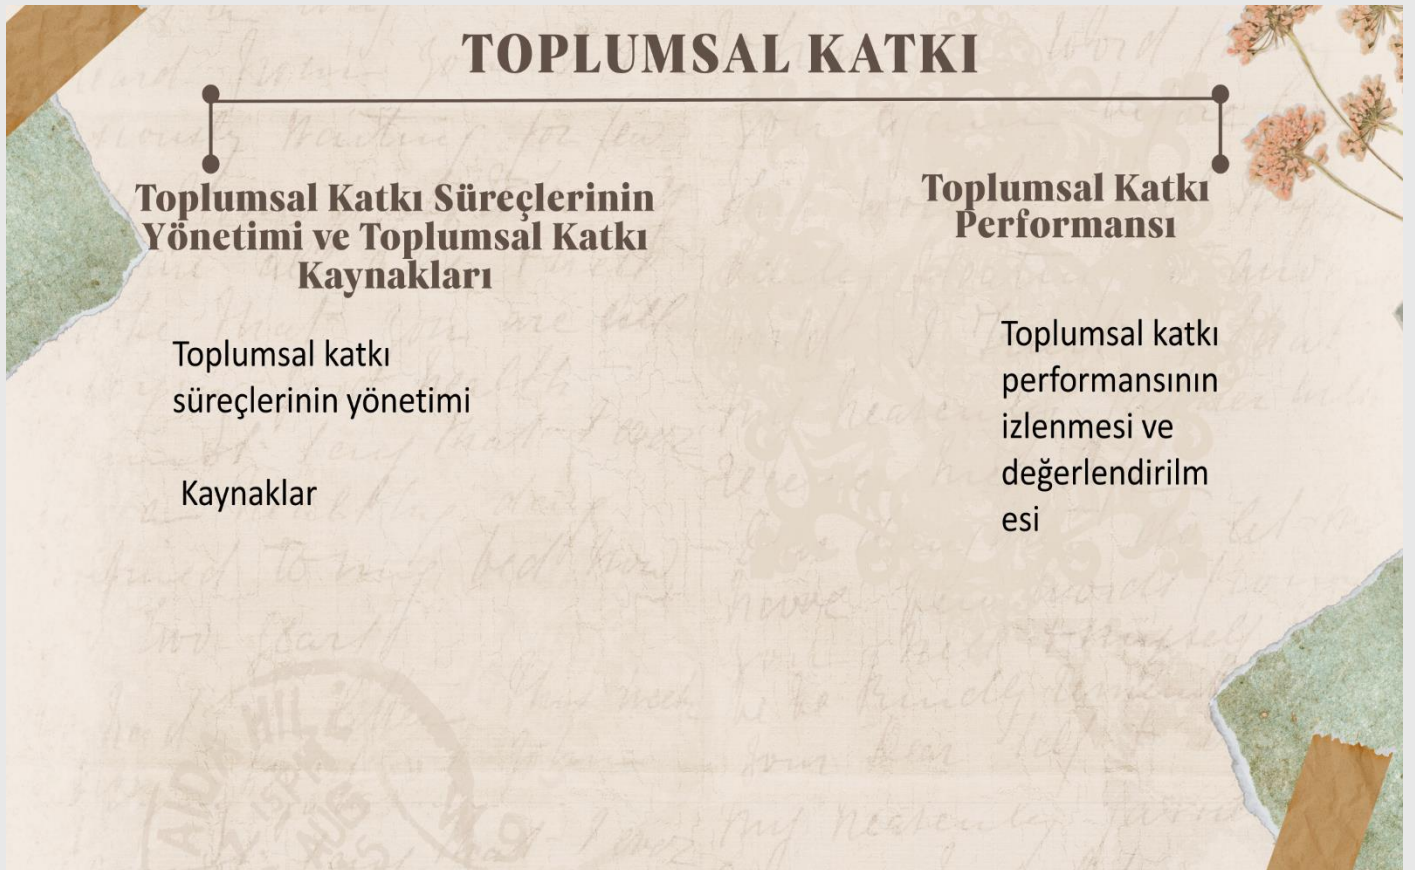 TOPLUMSAL KATKI
Toplumsal Katkı Süreçlerinin
Yönetimi ve Toplumsal Katkı
Kaynakları
Toplumsal katkı
süreçlerinin yönetimi
Kaynaklar
Toplumsal Katkı
Performansı
Toplumsal katkı
performansının
izlenmesi ve
değerlendirilm
esi